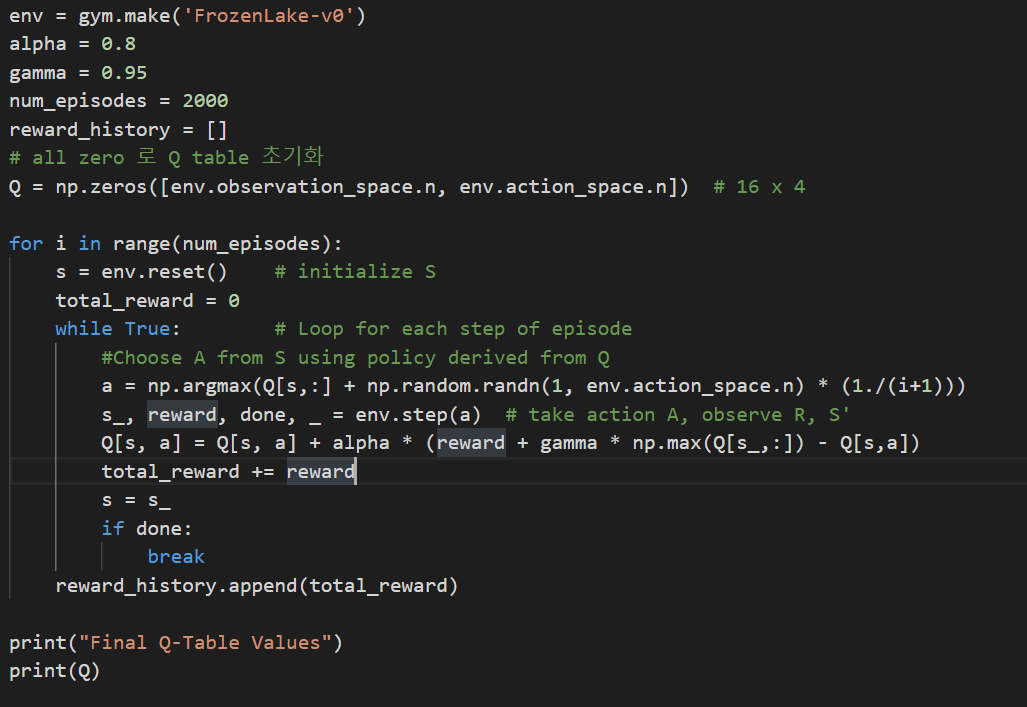 env = gym.make('FrozenLake-v0')
alpha = 0.8
gamma = 0.95
num_episodes = 2000
reward_history = []
# all zero 로 Q table 초기화
Q = np.zeros([env.observation_space.n, env.action_space.n])  # 16 x 4
for i in range(num_episodes):
    s = env.reset()    # initialize S
    total_reward = 0
    while True:        # Loop for each step of episode
        #Choose A from S using policy derived from Q
        a = np.argmax(Q[s,:] + np.random.randn(1, env.action_space.n) * (1./(i+1)))
        s_, reward, done, _ = env.step(a)  # take action A, observe R, S'
        Q[s, a] = Q[s, a] + alpha * (reward + gamma * np.max(Q[s_,:]) - Q[s,a])
        total_reward += reward
        s = s_
        if done:
            break
    reward_history.append(total_reward)
print("Final Q-Table Values")
print(Q)